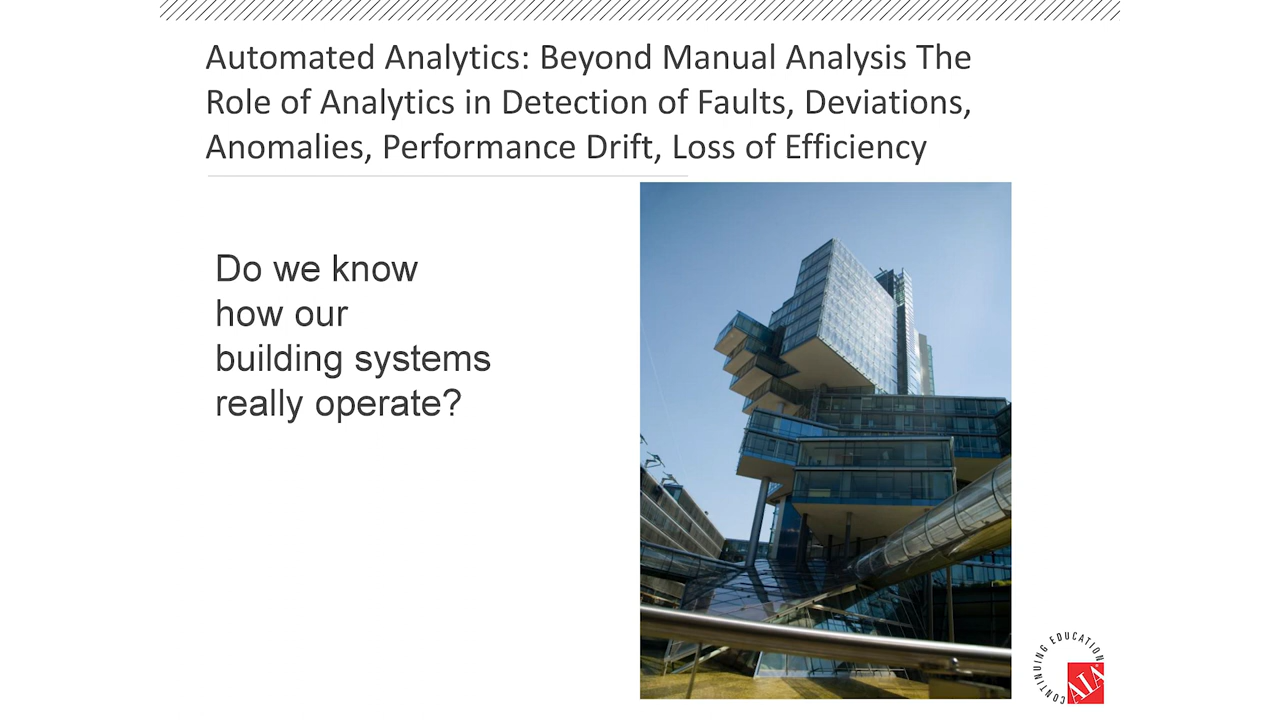 Automated Analytics: Beyond Manual Analysis The
Role of Analytics in Detection of Faults, Deviations,
Anomalies, Performance Drift, Loss of Efficiency
Do we know
how our
building systems
really operate?
CONTINUING EDUCATION
AIA